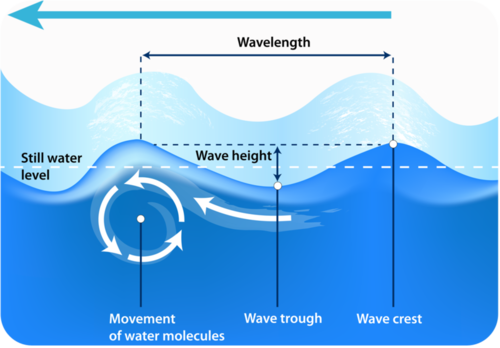 Wavelength
Still water
level
Wave height
Movement
of water molecules
Wave trough
Wave crest